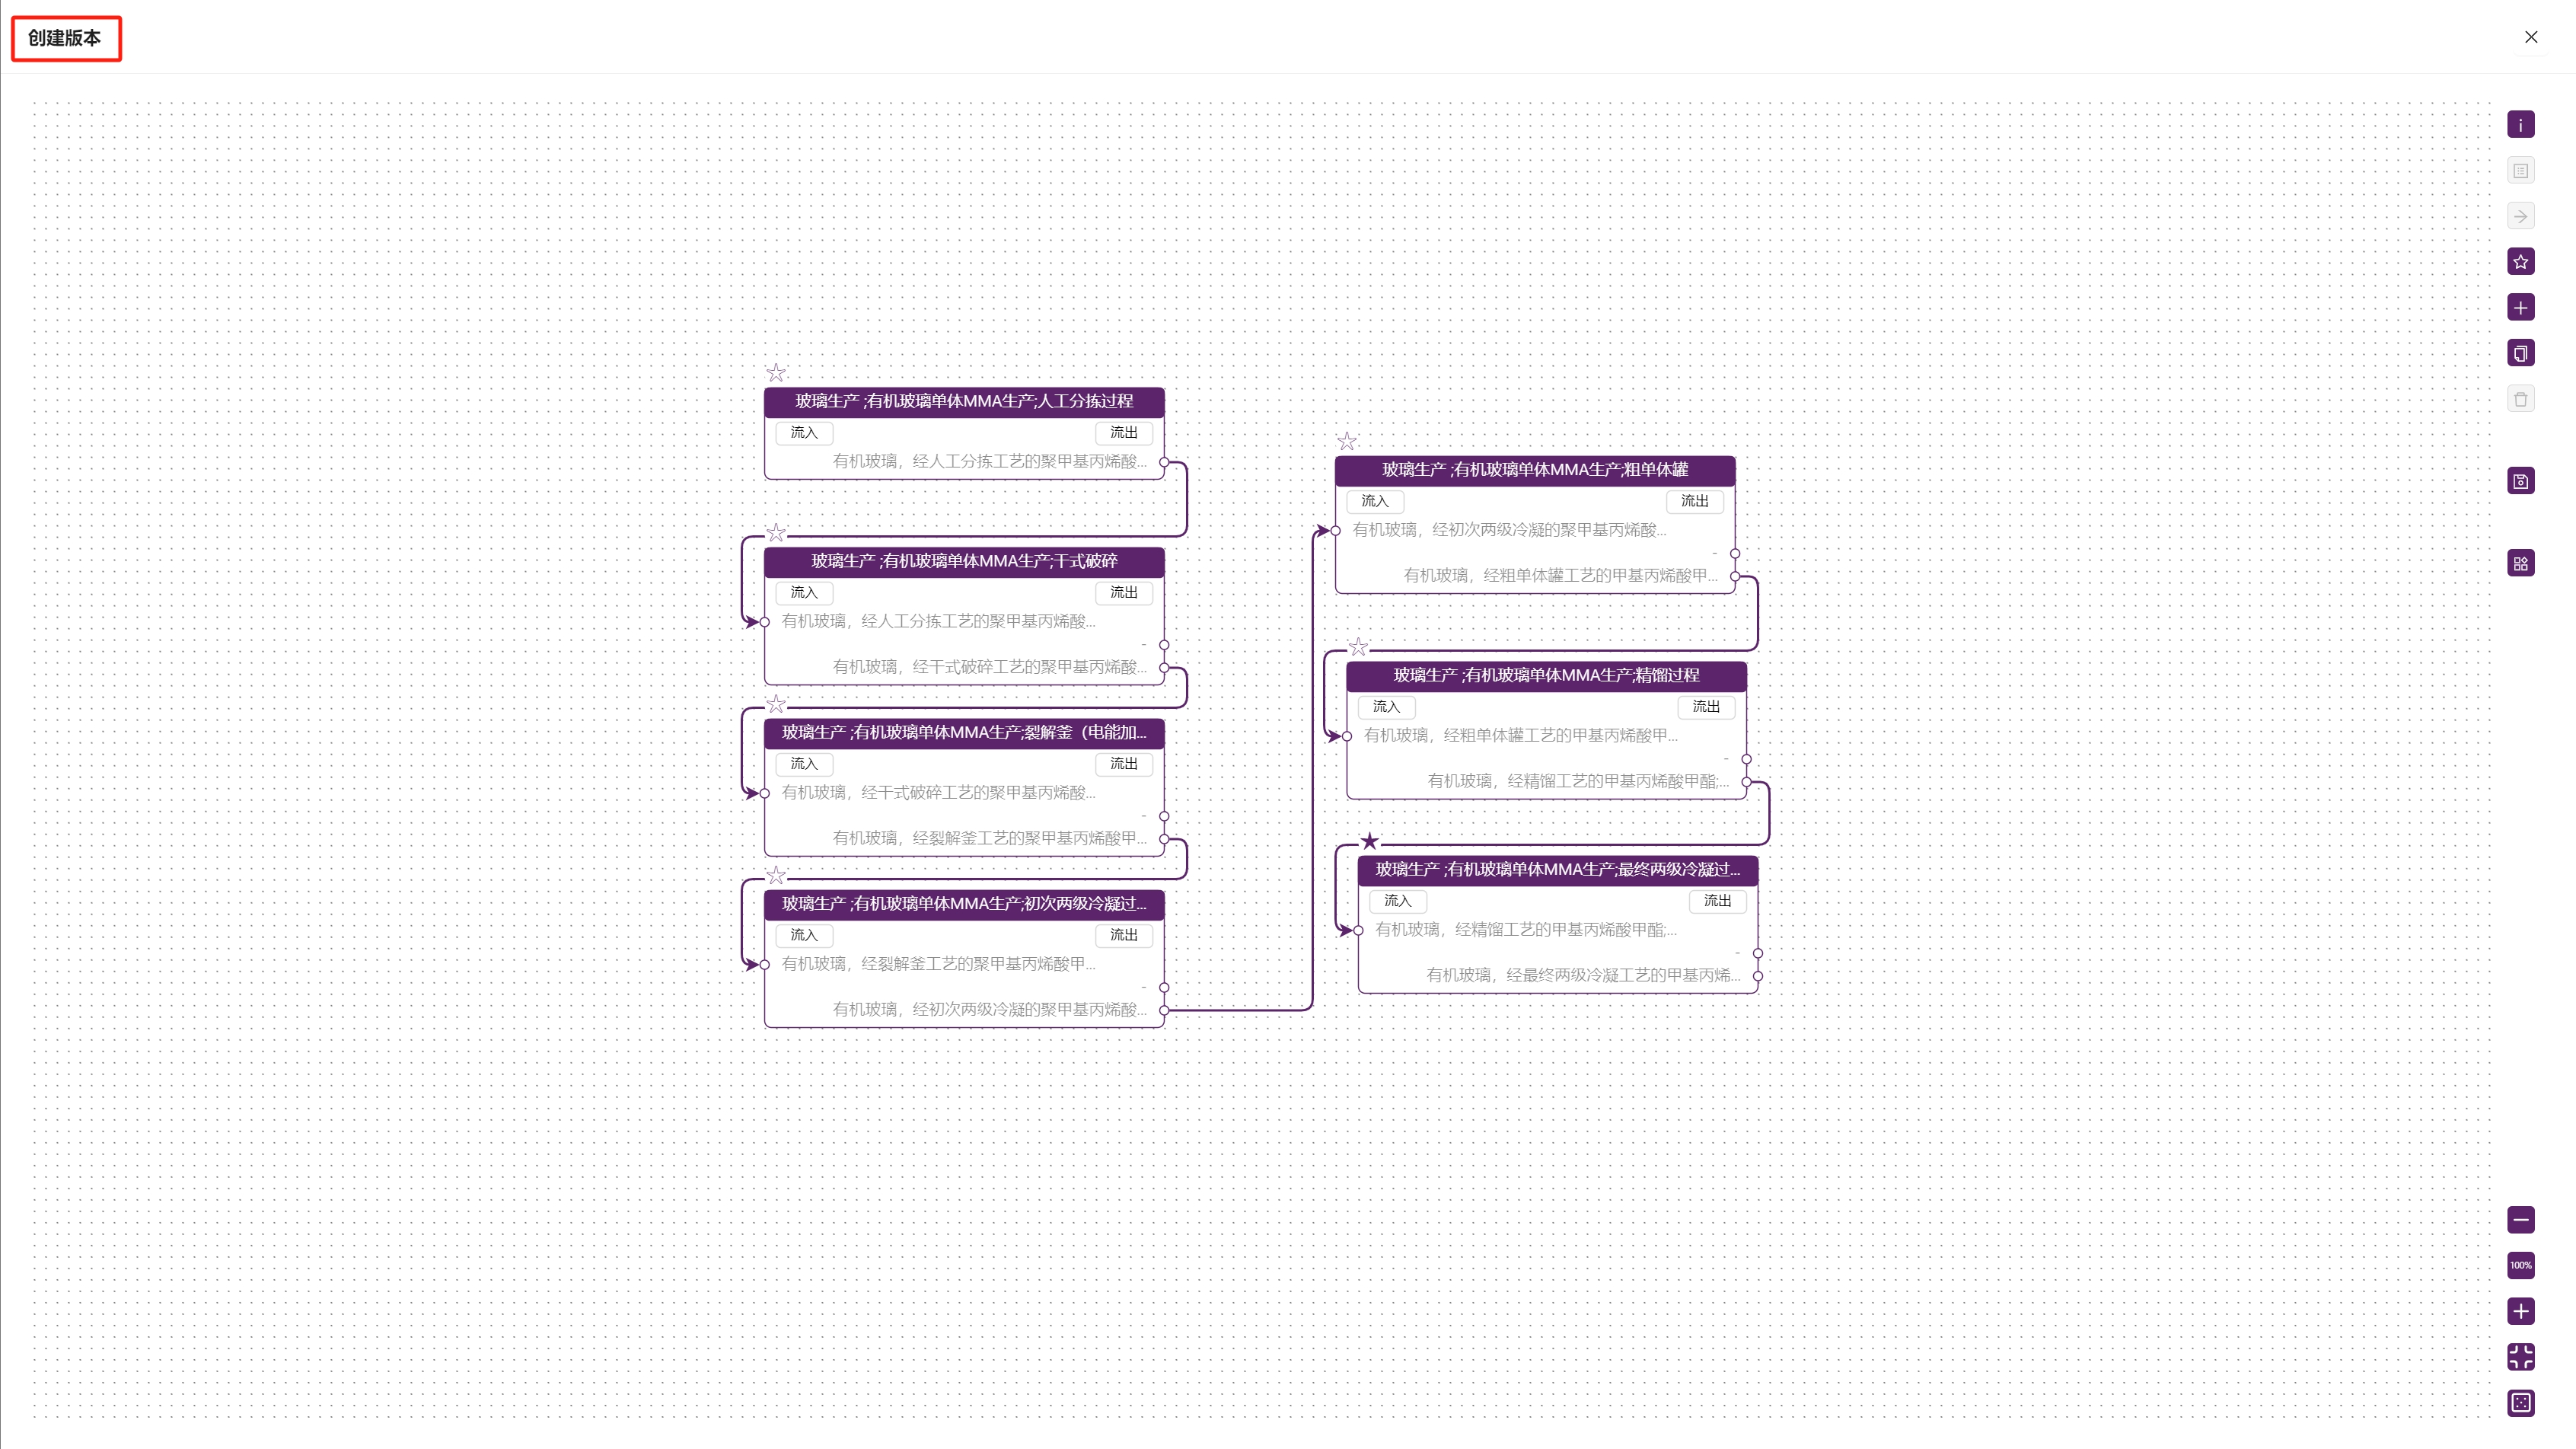 创建版本
玻璃生产 ;有机玻璃单体MMA生产;人工分拣过程
流入
流出
有机玻璃，经人工分拣工艺的聚甲基丙烯酸...
玻璃生产 ;有机玻璃单体MMA生产;干式破碎
流入
流出
有机玻璃，经人工分拣工艺的聚甲基丙烯酸...
-
有机玻璃，经干式破碎工艺的聚甲基丙烯酸...
玻璃生产 ;有机玻璃单体MMA生产;裂解釜（电能加...
流入
流出
有机玻璃，经干式破碎工艺的聚甲基丙烯酸...
-
有机玻璃，经裂解釜工艺的聚甲基丙烯酸甲...
玻璃生产 ;有机玻璃单体MMA生产;初次两级冷凝过...
流入
流出
有机玻璃，经裂解釜工艺的聚甲基丙烯酸甲...
-
有机玻璃，经初次两级冷凝的聚甲基丙烯酸...
玻璃生产 ;有机玻璃单体MMA生产;粗单体罐
流入
流出
有机玻璃，经初次两级冷凝的聚甲基丙烯酸...
-
有机玻璃，经粗单体罐工艺的甲基丙烯酸甲...
玻璃生产 ;有机玻璃单体MMA生产;精馏过程
流入
流出
有机玻璃，经粗单体罐工艺的甲基丙烯酸甲...
-
有机玻璃，经精馏工艺的甲基丙烯酸甲酯;...
玻璃生产 ;有机玻璃单体MMA生产;最终两级冷凝过...
流入
流出
有机玻璃，经精馏工艺的甲基丙烯酸甲酯;...
-
有机玻璃，经最终两级冷凝工艺的甲基丙烯...
100%